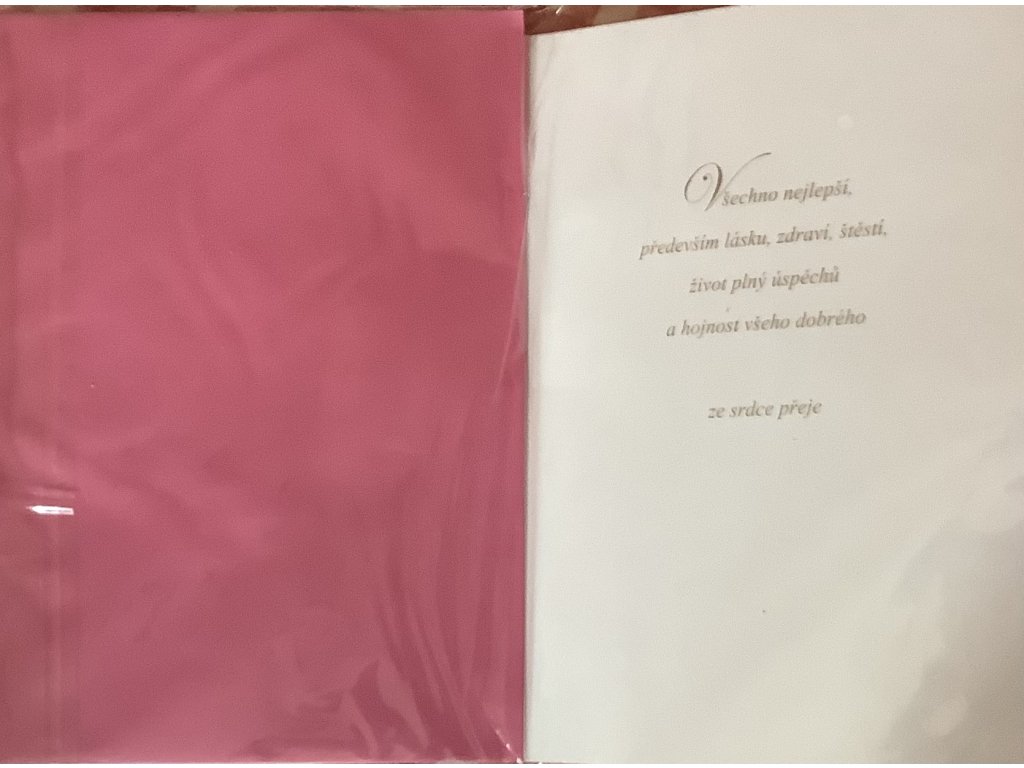 Všechno nejlepší,
především lásku, zdraví, štěstí,
život plný úspěchů
a hojnost všeho dobrého
ze srdce přeje